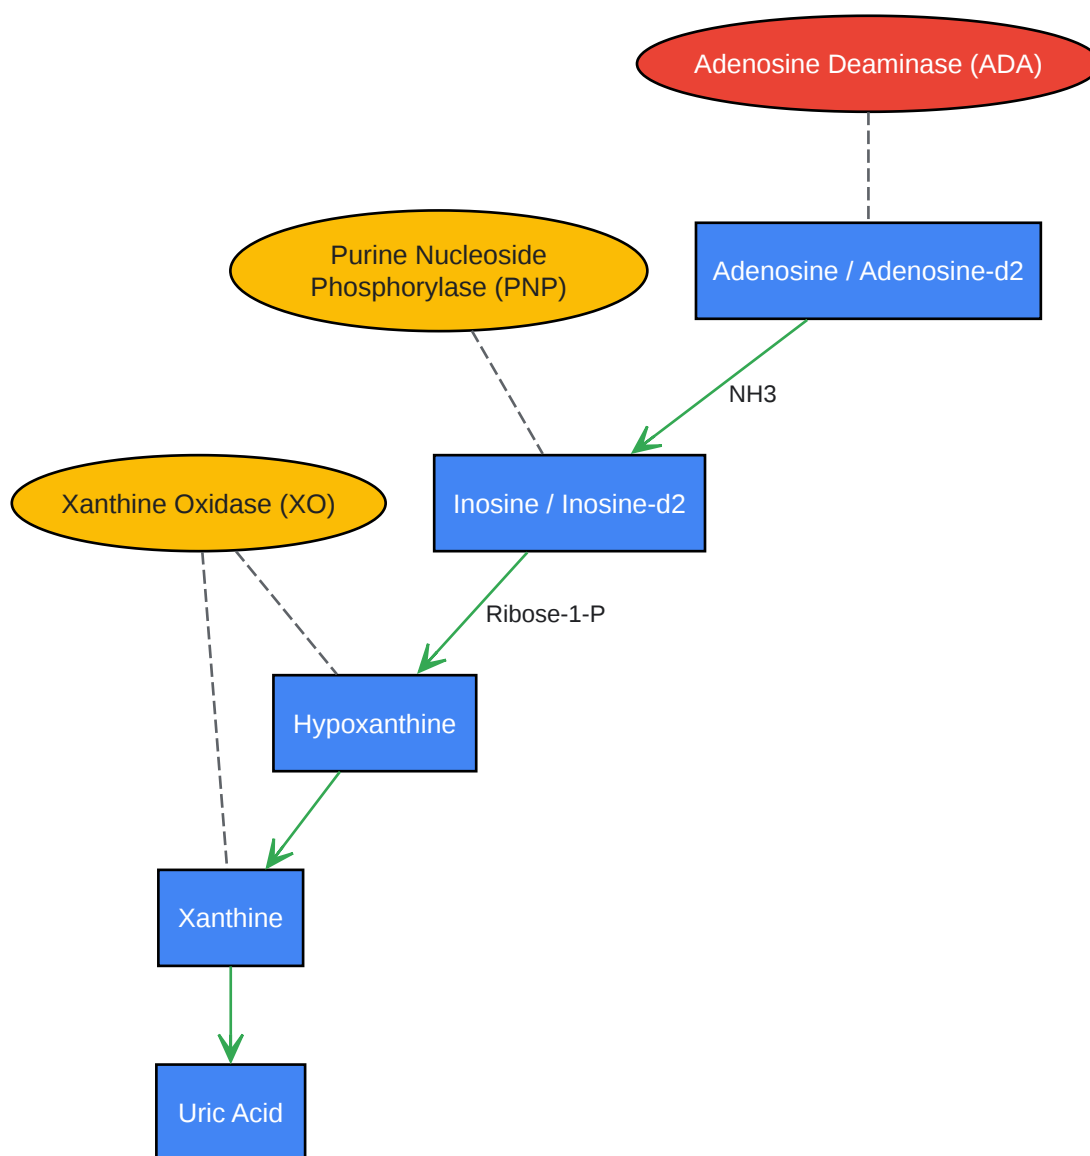 Adenosine Deaminase (ADA)
Purine Nucleoside
Phosphorylase (PNP)
Adenosine / Adenosine-d2
NH3
Xanthine Oxidase (XO)
Inosine / Inosine-d2
Ribose-1-P
Hypoxanthine
Xanthine
Uric Acid